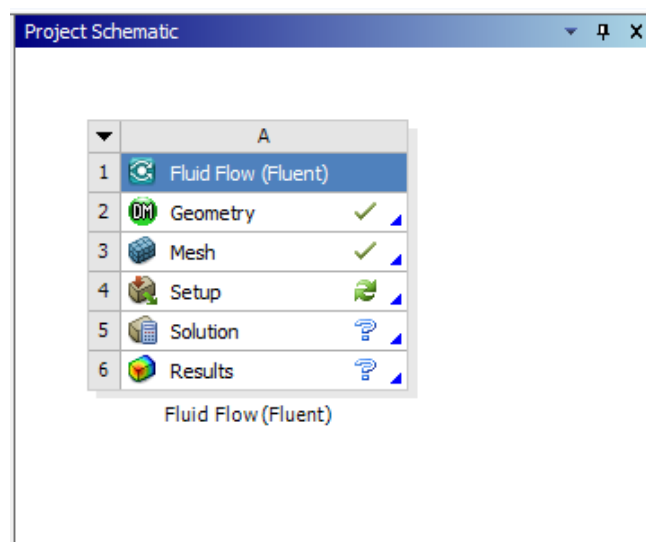 Project Schematic
A
1 Fluid Flow (Fluent)
2 DM Geometry
3 Mesh
4 Setup
5 Solution ?
6 Results ?
Fluid Flow (Fluent)